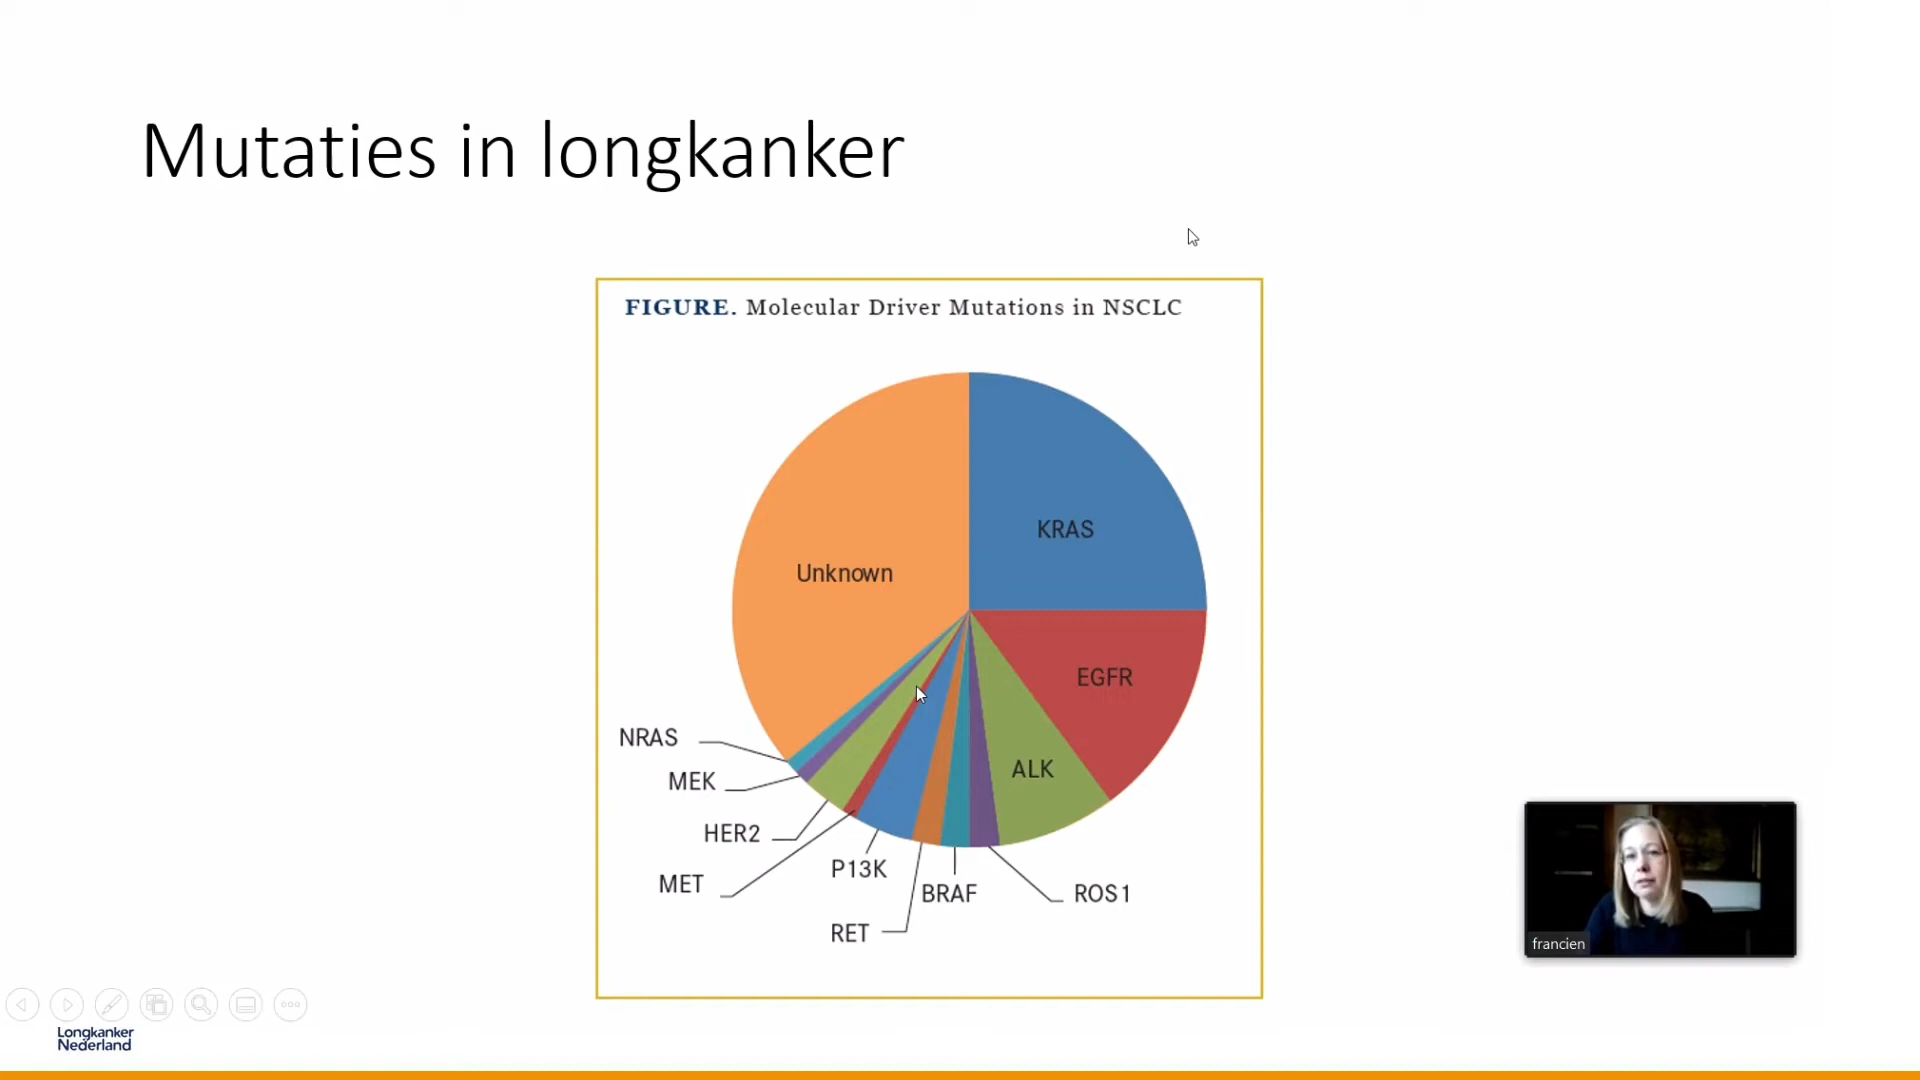 Mutaties in longkanker
FIGURE. Molecular Driver Mutations in NSCLC
KRAS
Unknown
EGFR
NRAS
ALK
MEK
HER2
P13K
MET
BRAF
ROS1
RET
francien
Longkanker
Nederland